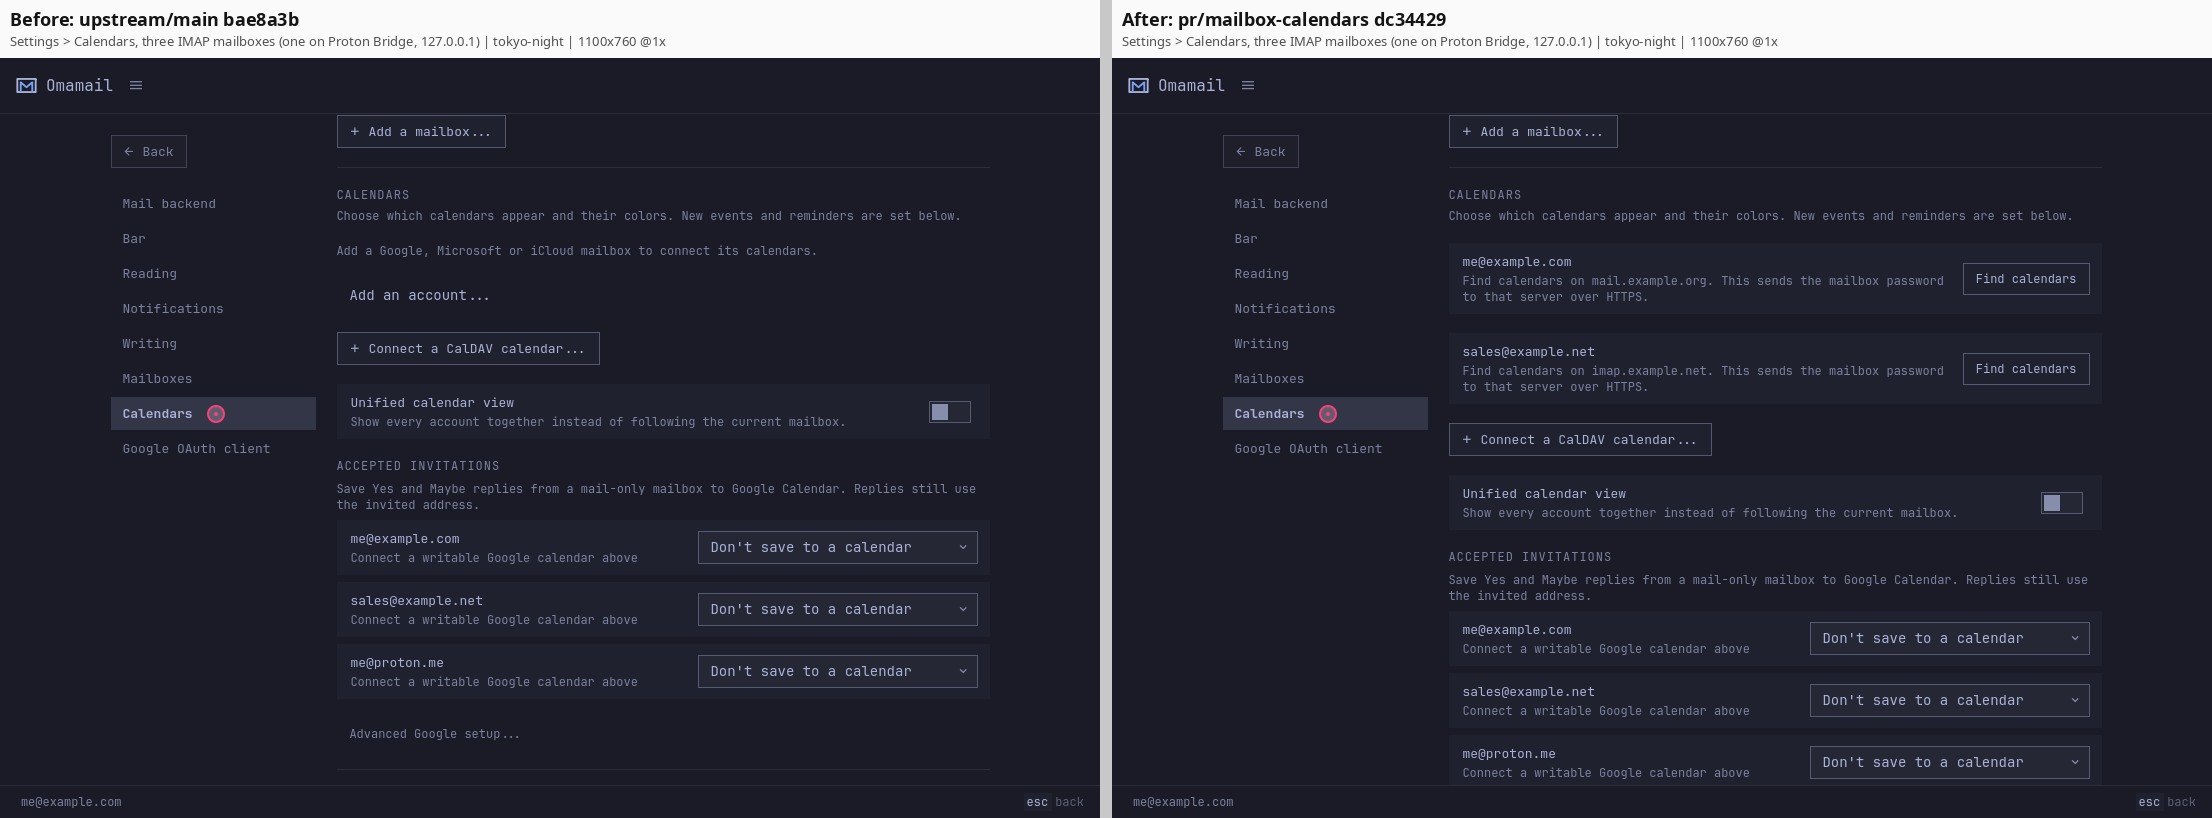 Before: upstream/main bae8a3b
Settings > Calendars, three IMAP mailboxes (one on Proton Bridge, 127.0.0.1) | tokyo-night | 1100x760 @1x
Omamail
+ Add a mailbox...
← Back
Mail backend
Bar
Reading
Notifications
Writing
Mailboxes
Calendars
Google OAuth client
CALENDARS
Choose which calendars appear and their colors. New events and reminders are set below.
Add a Google, Microsoft or iCloud mailbox to connect its calendars.
Add an account...
+ Connect a CalDAV calendar...
Unified calendar view
Show every account together instead of following the current mailbox.
ACCEPTED INVITATIONS
Save Yes and Maybe replies from a mail-only mailbox to Google Calendar. Replies still use
the invited address.
me@example.com
Connect a writable Google calendar above
Don't save to a calendar
sales@example.net
Connect a writable Google calendar above
Don't save to a calendar
me@proton.me
Connect a writable Google calendar above
Don't save to a calendar
Advanced Google setup...
me@example.com
esc back
After: pr/mailbox-calendars dc34429
Settings > Calendars, three IMAP mailboxes (one on Proton Bridge, 127.0.0.1) | tokyo-night | 1100x760 @1x
Omamail
+ Add a mailbox...
← Back
Mail backend
Bar
Reading
Notifications
Writing
Mailboxes
Calendars
Google OAuth client
CALENDARS
Choose which calendars appear and their colors. New events and reminders are set below.
me@example.com
Find calendars on mail.example.org. This sends the mailbox password
to that server over HTTPS.
Find calendars
sales@example.net
Find calendars on imap.example.net. This sends the mailbox password
to that server over HTTPS.
Find calendars
+ Connect a CalDAV calendar...
Unified calendar view
Show every account together instead of following the current mailbox.
ACCEPTED INVITATIONS
Save Yes and Maybe replies from a mail-only mailbox to Google Calendar. Replies still use
the invited address.
me@example.com
Connect a writable Google calendar above
Don't save to a calendar
sales@example.net
Connect a writable Google calendar above
Don't save to a calendar
me@proton.me
Connect a writable Google calendar above
Don't save to a calendar
me@example.com
esc back